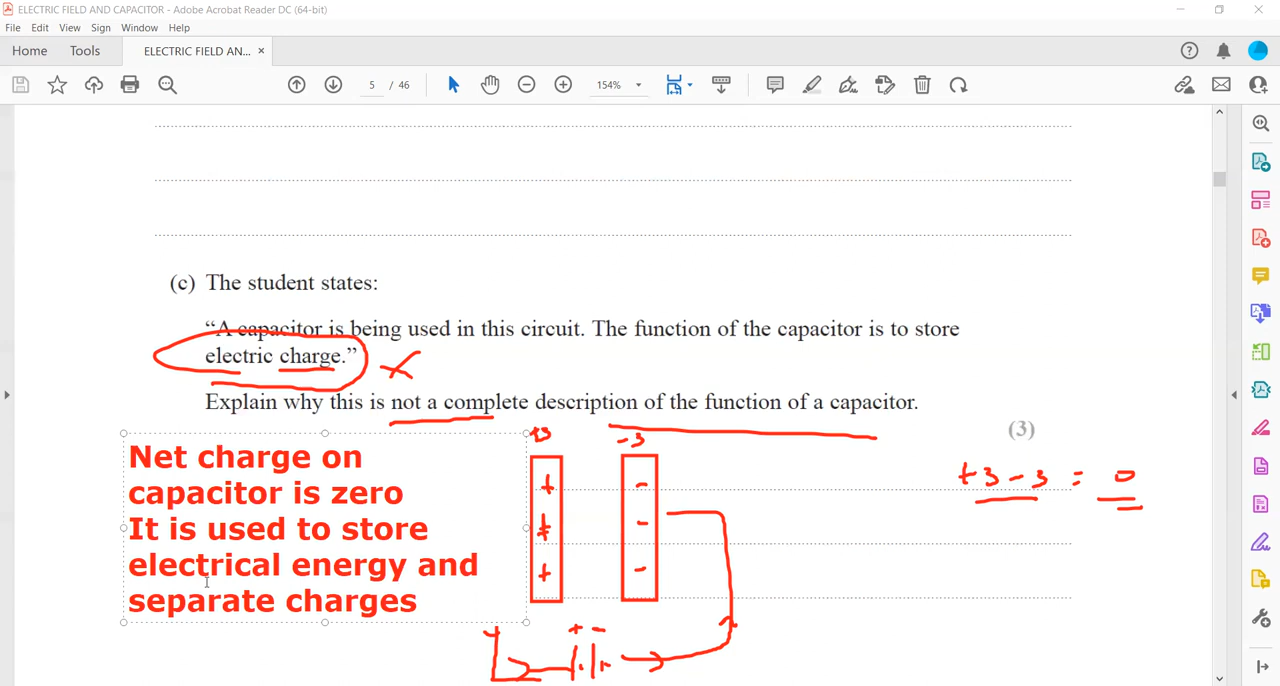 ELECTRIC FIELD AND CAPACITOR - Adobe Acrobat Reader DC (64-bit)
File Edit View Sign Window Help
Home Tools ELECTRIC FIELD AN... ×
5 / 46 154%
(c) The student states:
“A capacitor is being used in this circuit. The function of the capacitor is to store
electric charge.”
Explain why this is not a complete description of the function of a capacitor.
(3)
+3 -3
+3 - 3 = 0
Net charge on
capacitor is zero
It is used to store
electrical energy and
separate charges
+ -
+ -
+ -
+ -